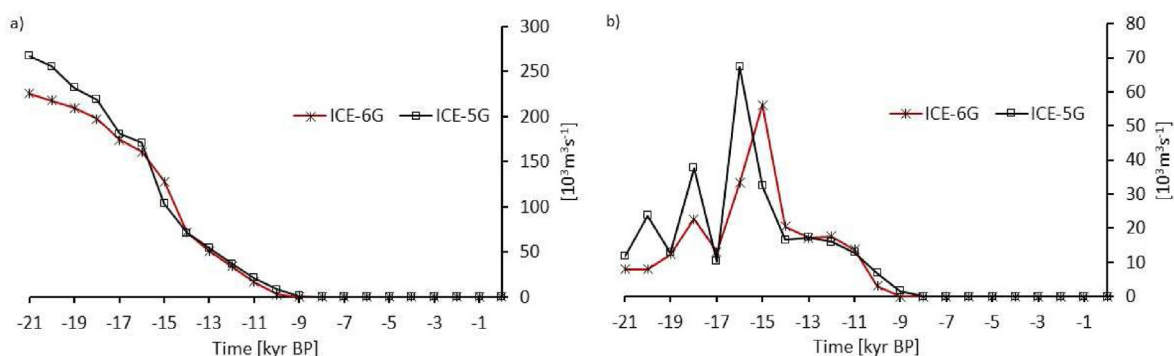 a)
300
250
200
150
100
50
0
[10³m³s⁻¹]
ICE-6G ICE-5G
-21 -19 -17 -15 -13 -11 -9 -7 -5 -3 -1
Time [kyr BP]
b)
80
70
60
50
40
30
20
10
0
[10³m³s⁻¹]
ICE-6G ICE-5G
-21 -19 -17 -15 -13 -11 -9 -7 -5 -3 -1
Time [kyr BP]